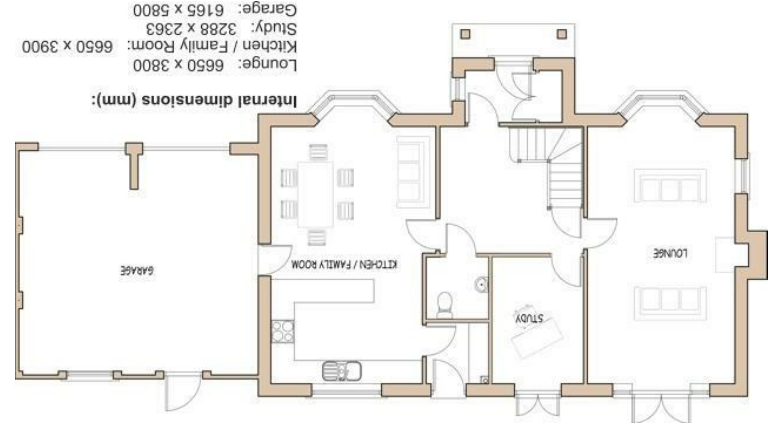 LOUNGE
STUDY
KITCHEN / FAMILY ROOM
GARAGE
Internal dimensions (mm):
Lounge: 6650 x 3800
Kitchen / Family Room: 6650 x 3900
Study: 3288 x 2363
Garage: 6165 x 5800